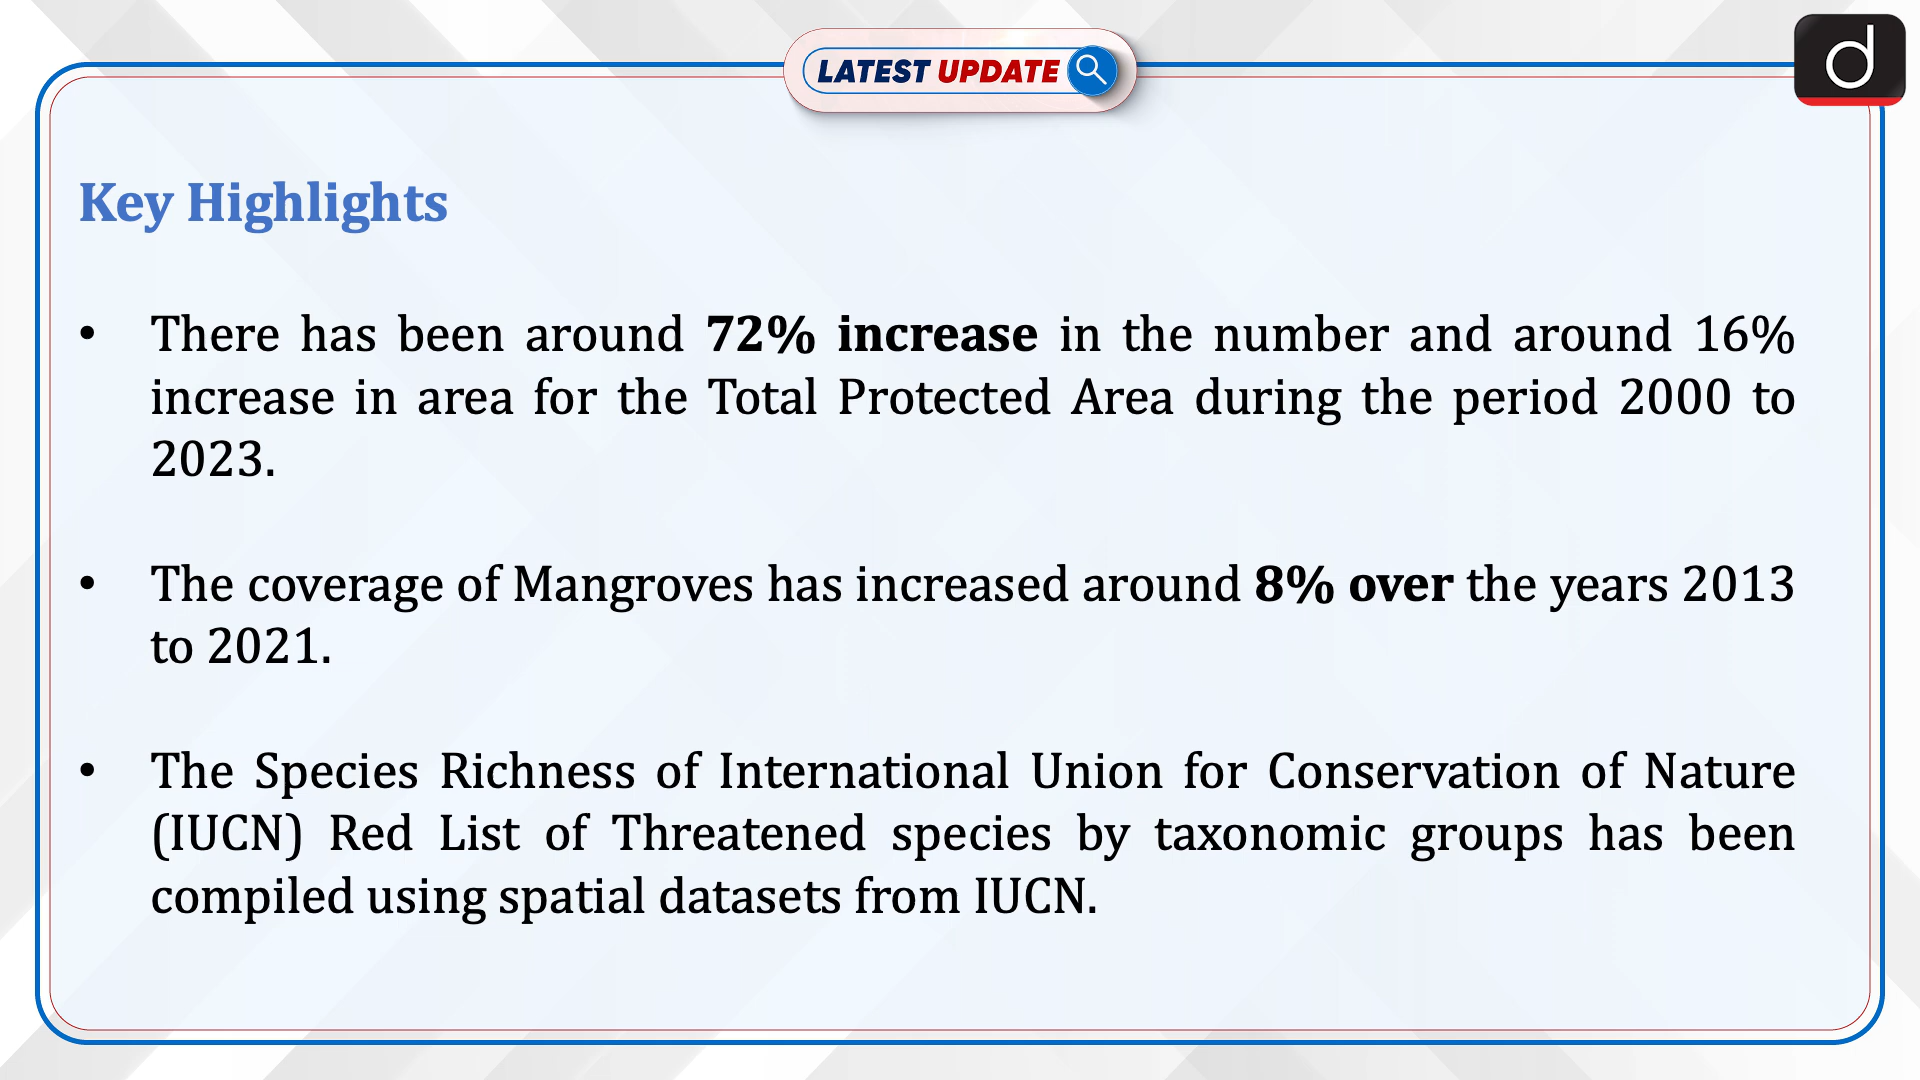 LATEST UPDATE
d
Key Highlights
• There has been around 72% increase in the number and around 16%
increase in area for the Total Protected Area during the period 2000 to
2023.
• The coverage of Mangroves has increased around 8% over the years 2013
to 2021.
• The Species Richness of International Union for Conservation of Nature
(IUCN) Red List of Threatened species by taxonomic groups has been
compiled using spatial datasets from IUCN.